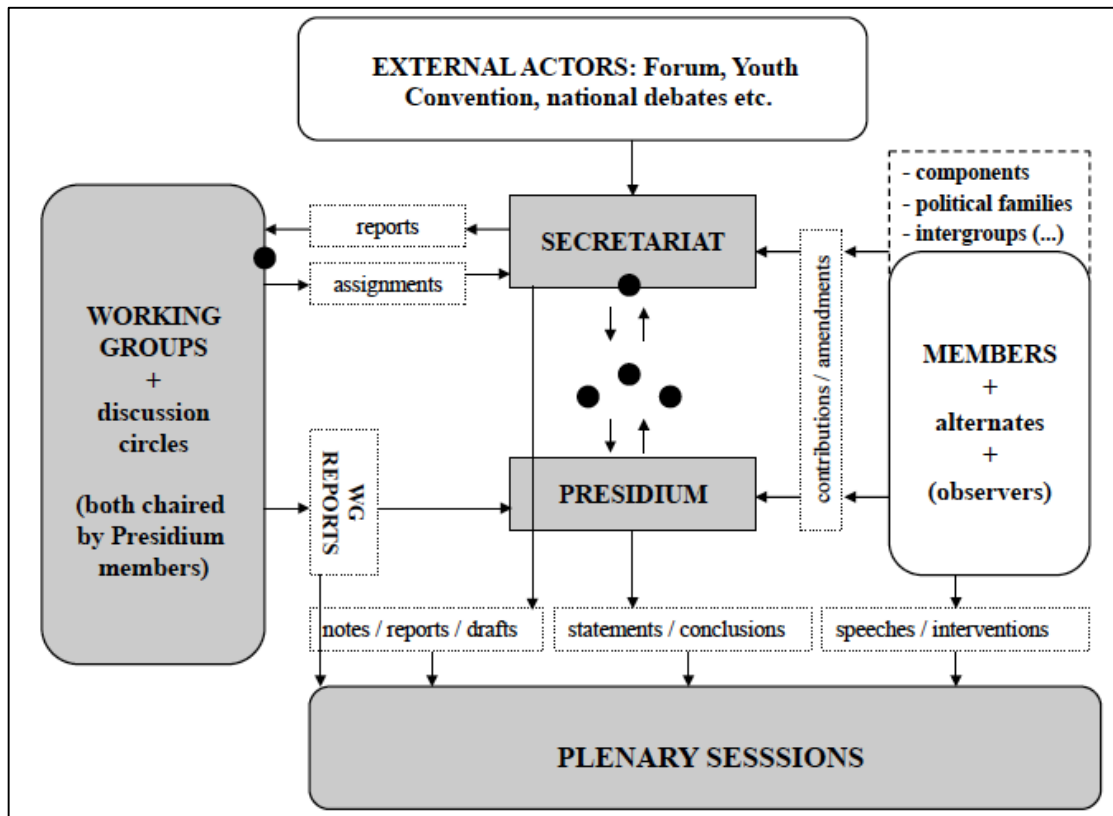 EXTERNAL ACTORS: Forum, Youth
Convention, national debates etc.
- components
- political families
- intergroups (...)
reports
SECRETARIAT
assignments
WORKING
GROUPS
+
discussion
circles
(both chaired
by Presidium
members)
contributions / amendments
MEMBERS
+
alternates
+
(observers)
WG
REPORTS
PRESIDIUM
notes / reports / drafts
statements / conclusions
speeches / interventions
PLENARY SESSSIONS